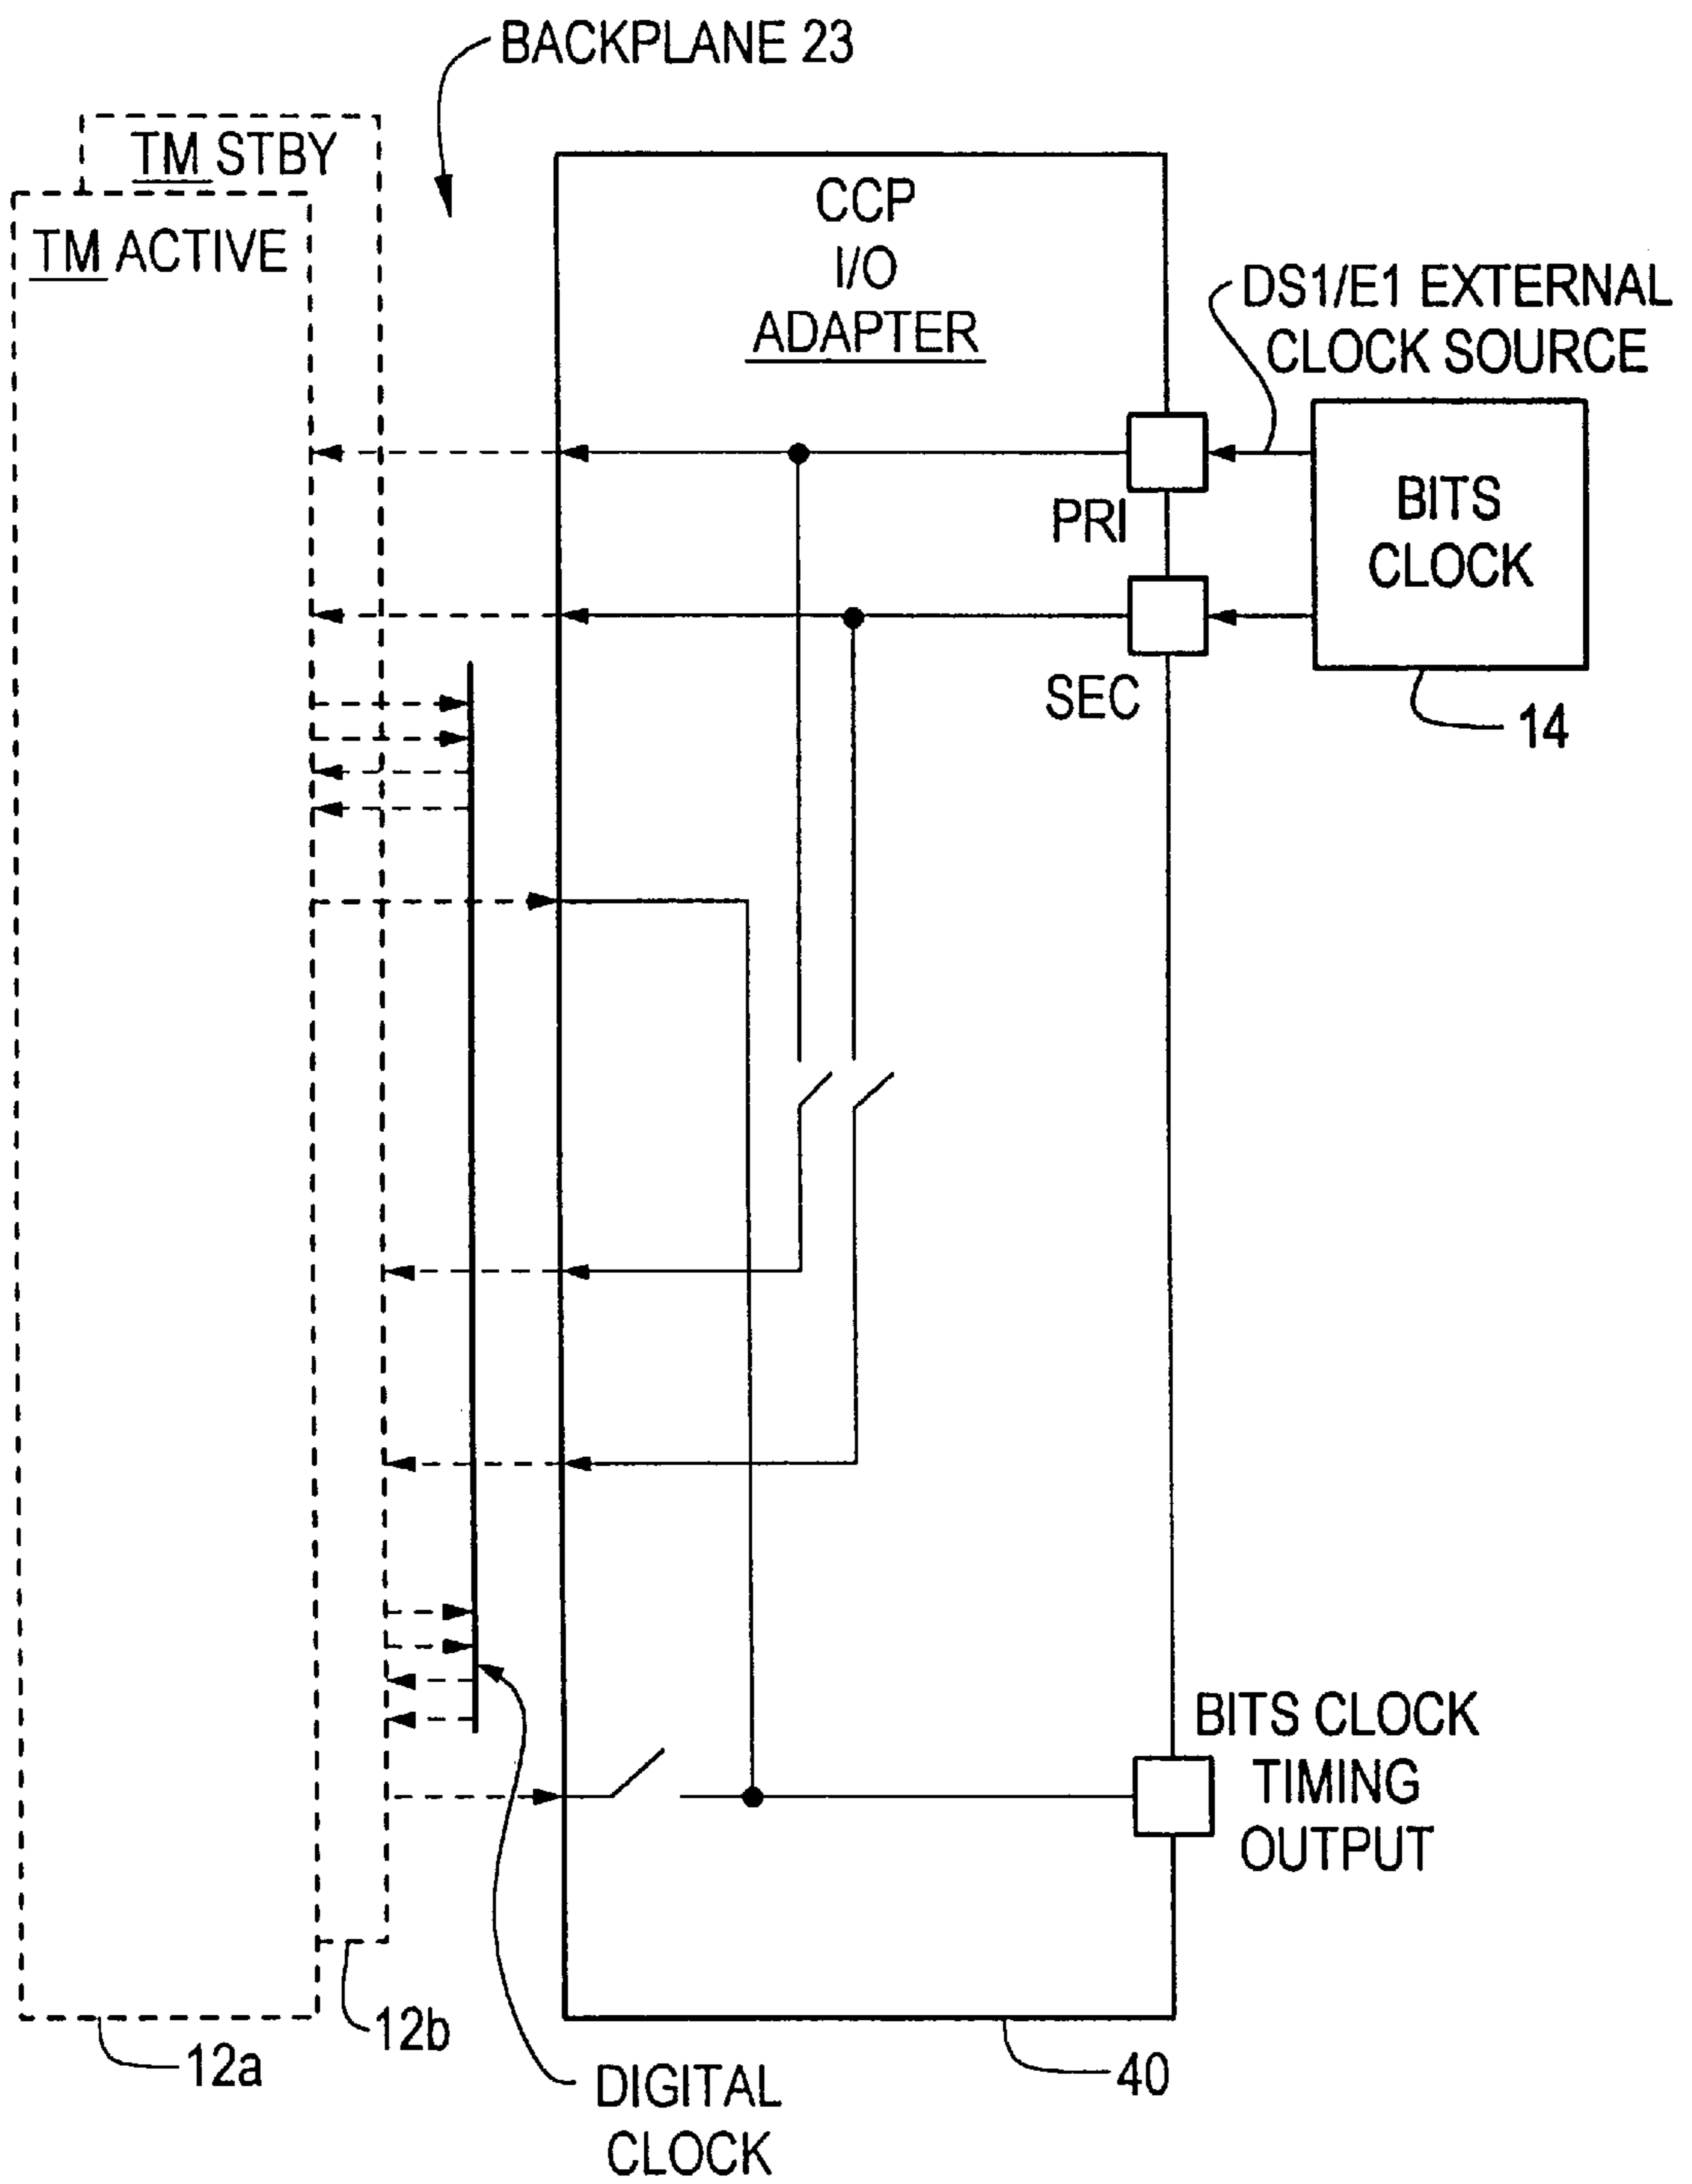 BACKPLANE 23
TM STBY
TM ACTIVE
CCP
I/O
ADAPTER
DS1/E1 EXTERNAL
CLOCK SOURCE
BITS
CLOCK
PRI
SEC
14
BITS CLOCK
TIMING
OUTPUT
12b
12a
40
DIGITAL
CLOCK